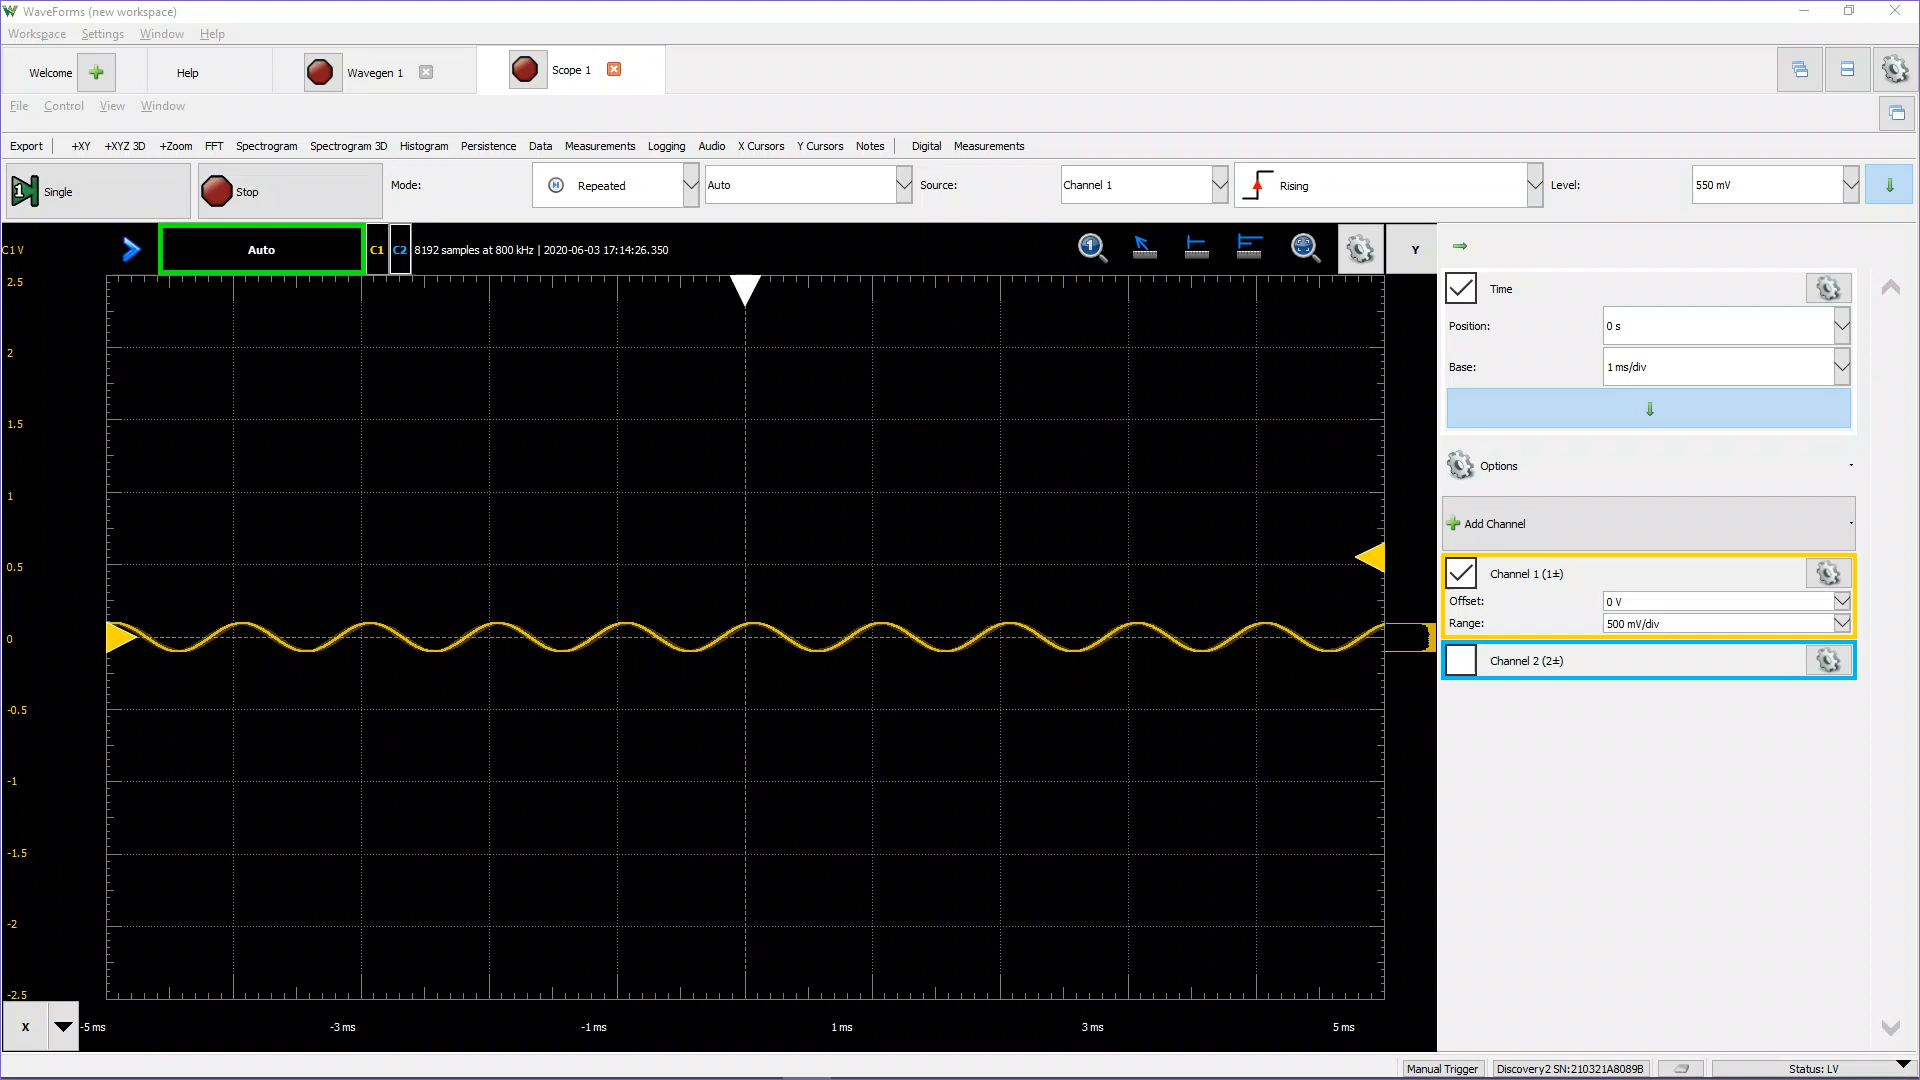 WaveForms (new workspace)
Workspace Settings Window Help
Welcome Help Wavegen 1 Scope 1
File Control View Window
Export +XY +XYZ 3D +Zoom FFT Spectrogram Spectrogram 3D Histogram Persistence Data Measurements Logging Audio X Cursors Y Cursors Notes Digital Measurements
1 Single Stop Mode: Repeated Auto Source: Channel 1 Rising Level: 550 mV
C1 V Auto C1 C2 8192 samples at 800 kHz | 2020-06-03 17:14:26.350 1 Y
2.5
2
1.5
1
0.5
0
-0.5
-1
-1.5
-2
-2.5
X -5 ms -3 ms -1 ms 1 ms 3 ms 5 ms
Time
Position: 0 s
Base: 1 ms/div
Options
Add Channel
Channel 1 (1±)
Offset: 0 V
Range: 500 mV/div
Channel 2 (2±)
Manual Trigger Discovery2 SN:210321A8089B Status: LV